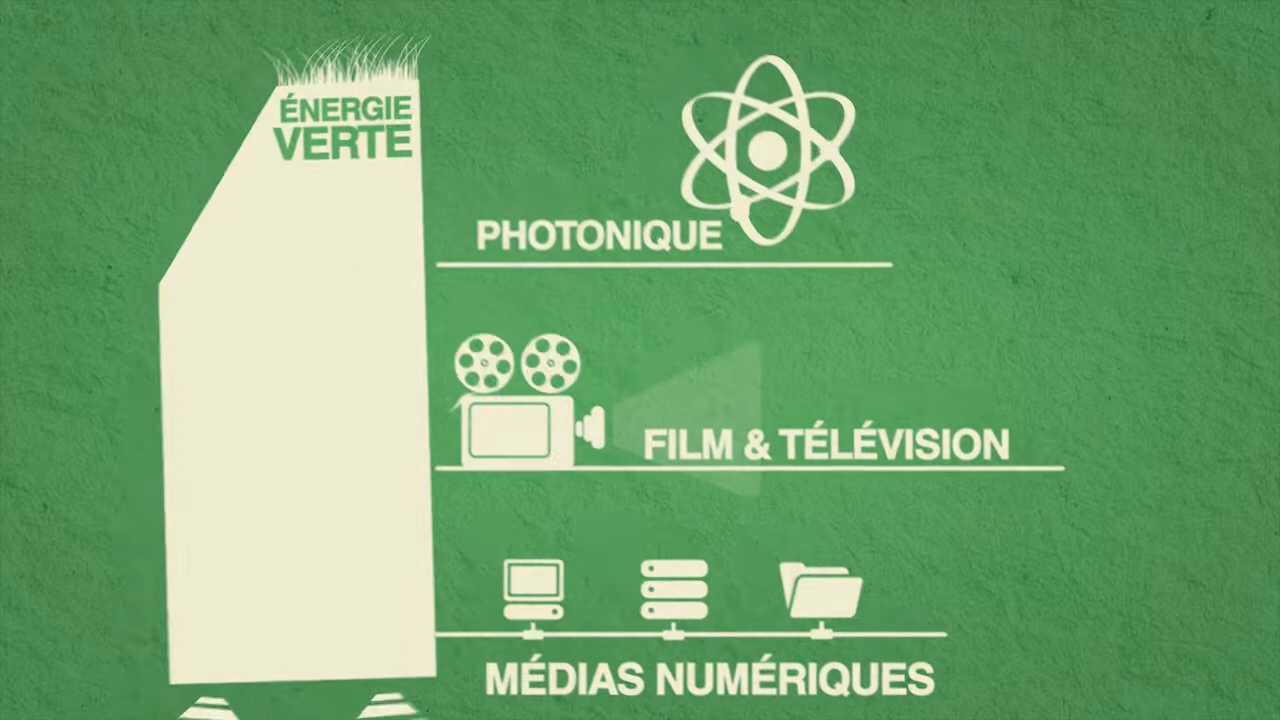 ÉNERGIE
VERTE
PHOTONIQUE
FILM & TÉLÉVISION
MÉDIAS NUMÉRIQUES